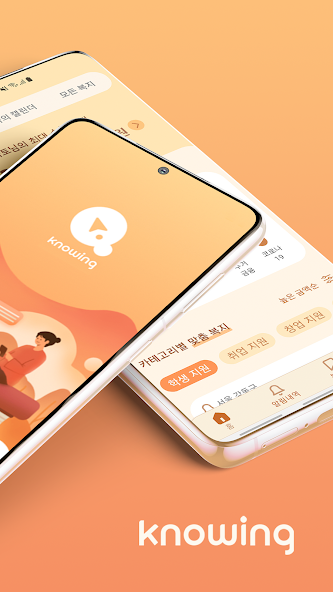 의 캘린더
모든 복지
토님의 최대
knowing
금융
코로나
19
높은 금액순
카테고리별 맞춤 복지
학생 지원
취업 지원
창업 지원
서울 강동구
홈
알림내역
knowing